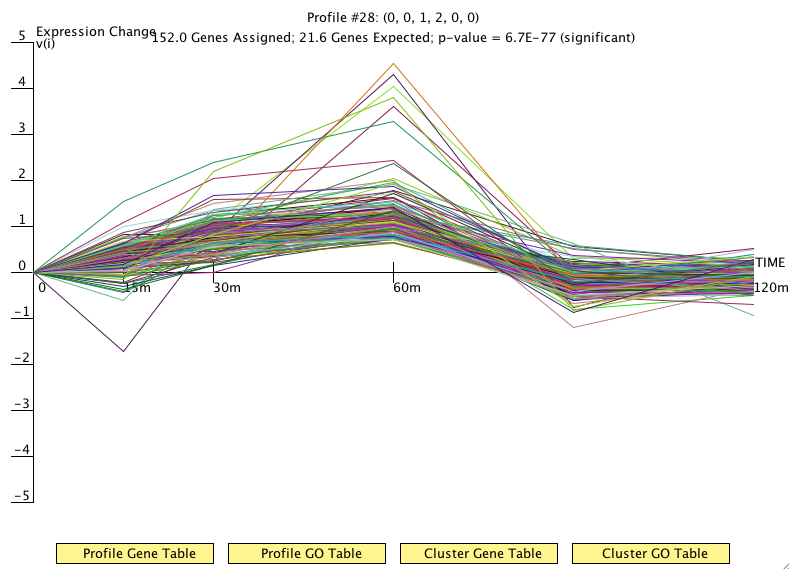 Profile #28: (0, 0, 1, 2, 0, 0)
Expression Change
v(i)
152.0 Genes Assigned; 21.6 Genes Expected; p-value = 6.7E-77 (significant)
5
4
3
2
1
0
-1
-2
-3
-4
-5
TIME
0 15m 30m 60m 120m
Profile Gene Table Profile GO Table Cluster Gene Table Cluster GO Table